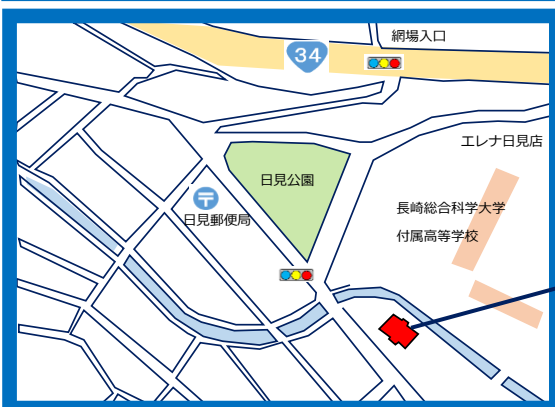 網場入口
34
エレナ日見店
日見公園
〒
日見郵便局
長崎総合科学大学
付属高等学校